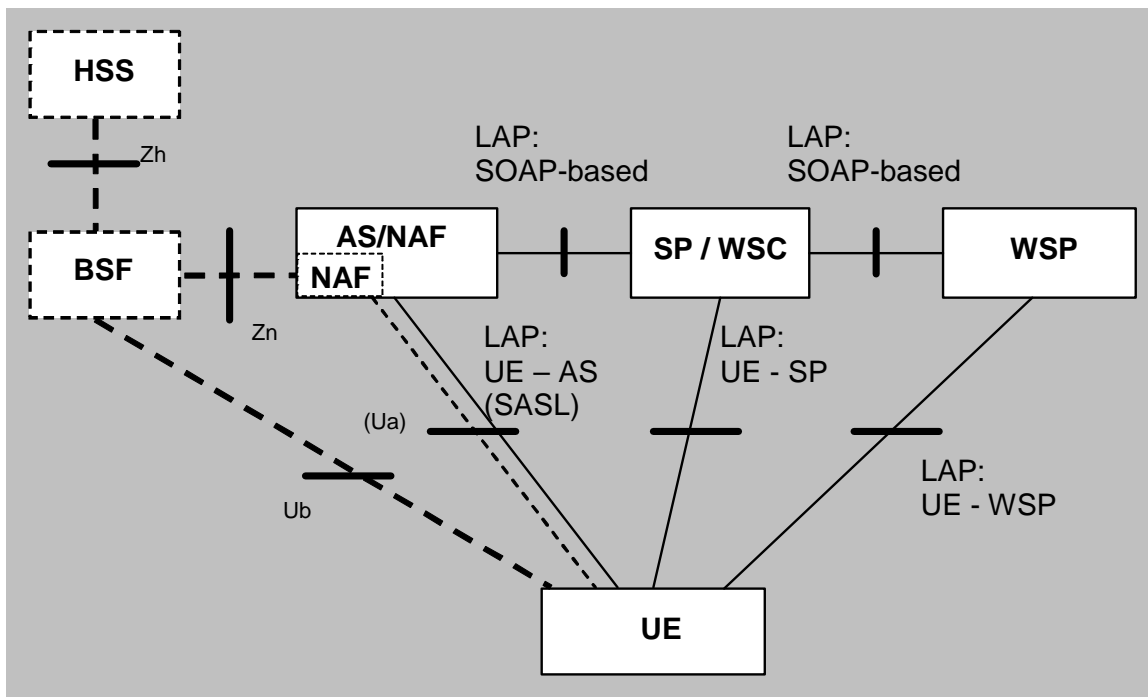 HSS
Zh
LAP:
SOAP-based
LAP:
SOAP-based
BSF
AS/NAF
NAF
SP / WSC
WSP
Zn
LAP:
UE – AS
(SASL)
LAP:
UE - SP
(Ua)
Ub
LAP:
UE - WSP
UE